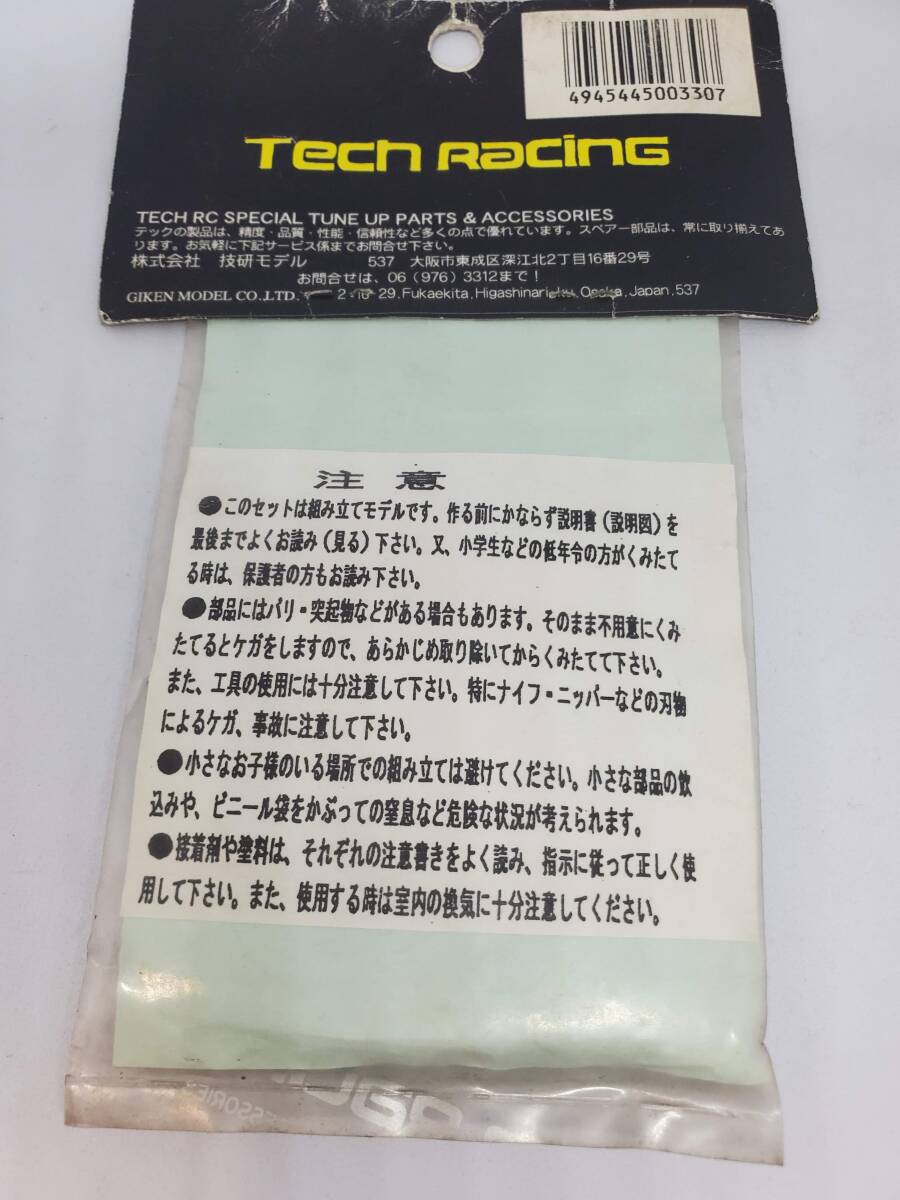 4945445003307
Tech Racing
TECH RC SPECIAL TUNE UP PARTS & ACCESSORIES
テックの製品は、精度・品質・性能・信頼性など多くの点で優れています。スペアー部品は、常に取り揃えてあ
ります。お気軽に下記サービス係までお問合せ下さい。
株式会社 技研モデル 537 大阪市東成区深江北2丁目16番29号
お問合せは、06(976)3312まで!
GIKEN MODEL CO.,LTD. 2-16-29, Fukaekita, Higashinari-ku, Osaka, Japan, 537
注意
●このセットは組み立てモデルです。作る前にかならず説明書(説明図)を
最後までよくお読み(見る)下さい。又、小学生などの低年令の方がくみたて
る時は、保護者の方もお読み下さい。
●部品にはバリ・突起物などがある場合もあります。そのまま不用意にくみ
たてるとケガをしますので、あらかじめ取り除いてからくみたてて下さい。
また、工具の使用には十分注意して下さい。特にナイフ・ニッパーなどの刃物
によるケガ、事故に注意して下さい。
●小さなお子様のいる場所での組み立ては避けてください。小さな部品の飲
込みや、ビニール袋をかぶっての窒息など危険な状況が考えられます。
●接着剤や塗料は、それぞれの注意書きをよく読み、指示に従って正しく使
用して下さい。また、使用する時は室内の換気に十分注意してください。